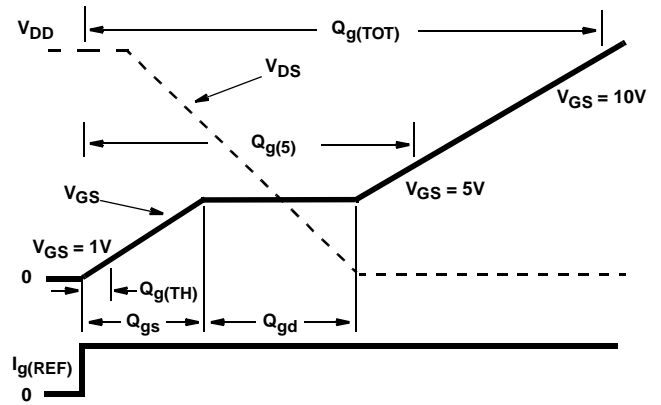 V_DD
Q_g(TOT)
V_DS
V_GS = 10V
Q_g(5)
V_GS
V_GS = 5V
V_GS = 1V
0
Q_g(TH)
Q_gs
Q_gd
I_g(REF)
0